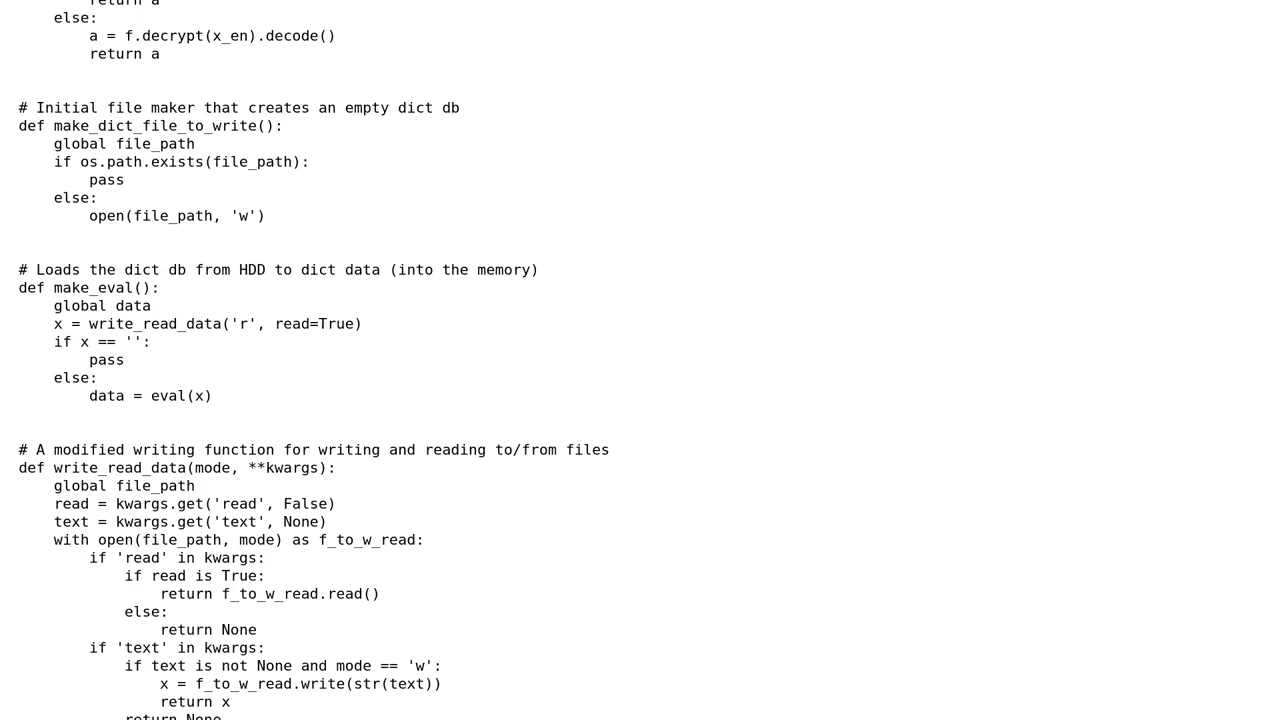 return a
    else:
        a = f.decrypt(x_en).decode()
        return a
# Initial file maker that creates an empty dict db
def make_dict_file_to_write():
    global file_path
    if os.path.exists(file_path):
        pass
    else:
        open(file_path, 'w')
# Loads the dict db from HDD to dict data (into the memory)
def make_eval():
    global data
    x = write_read_data('r', read=True)
    if x == '':
        pass
    else:
        data = eval(x)
# A modified writing function for writing and reading to/from files
def write_read_data(mode, **kwargs):
    global file_path
    read = kwargs.get('read', False)
    text = kwargs.get('text', None)
    with open(file_path, mode) as f_to_w_read:
        if 'read' in kwargs:
            if read is True:
                return f_to_w_read.read()
            else:
                return None
        if 'text' in kwargs:
            if text is not None and mode == 'w':
                x = f_to_w_read.write(str(text))
                return x
            return None